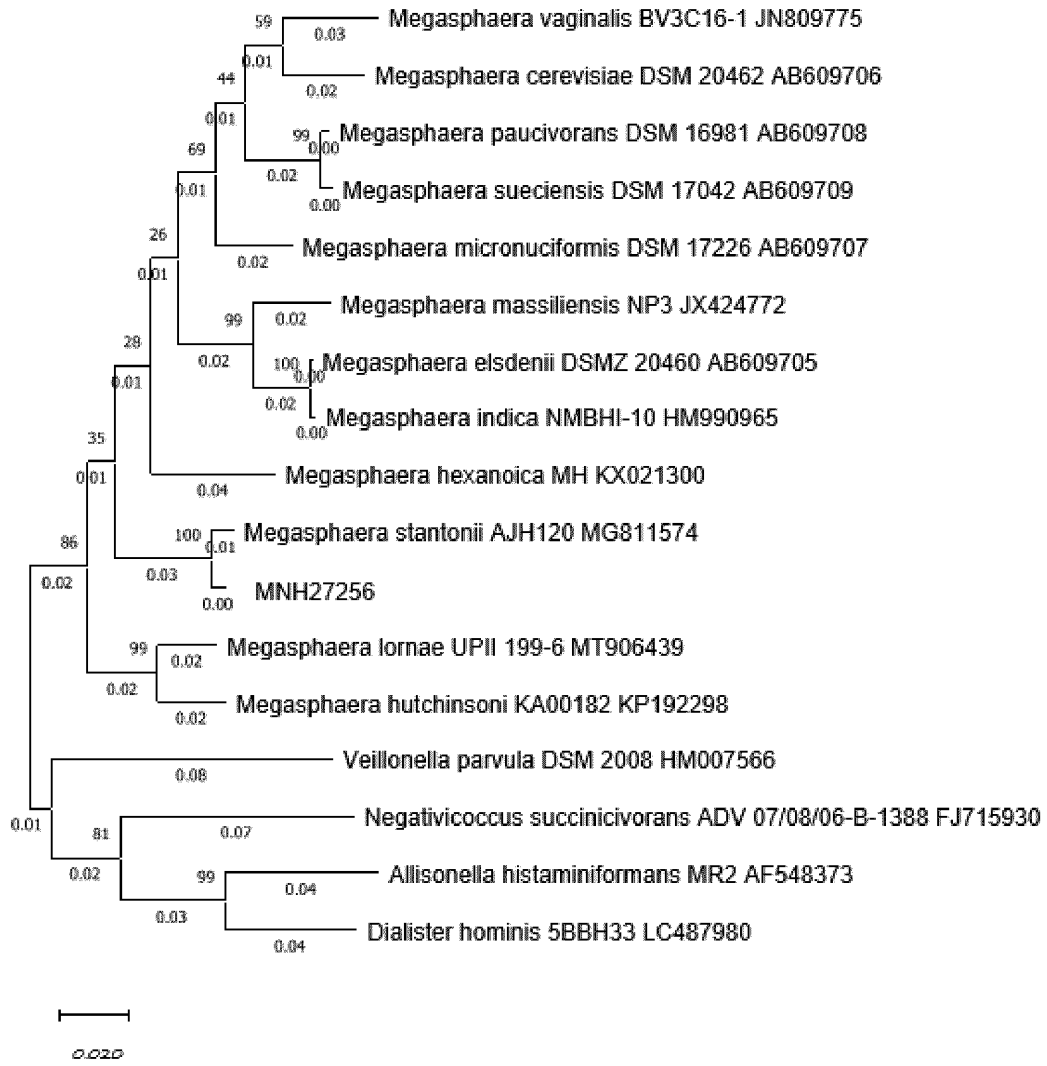 59
Megasphaera vaginalis BV3C16-1 JN809775
0.03
0.01
44
Megasphaera cerevisiae DSM 20462 AB609706
0.02
0.01
99
Megasphaera paucivorans DSM 16981 AB609708
0.00
69
0.02
0.01
Megasphaera sueciensis DSM 17042 AB609709
0.00
26
Megasphaera micronuciformis DSM 17226 AB609707
0.02
0.01
Megasphaera massiliensis NP3 JX424772
99
0.02
28
0.02
100
Megasphaera elsdenii DSMZ 20460 AB609705
0.00
0.01
0.02
Megasphaera indica NMBHI-10 HM990965
0.00
35
0.01
Megasphaera hexanoica MH KX021300
0.04
86
100
Megasphaera stantonii AJH120 MG811574
0.01
0.03
0.02
MNH27256
0.00
99
Megasphaera lornae UPII 199-6 MT906439
0.02
0.02
Megasphaera hutchinsoni KA00182 KP192298
0.02
Veillonella parvula DSM 2008 HM007566
0.08
0.01
81
Negativicoccus succinicivorans ADV 07/08/06-B-1388 FJ715930
0.07
0.02
99
Allisonella histaminiformans MR2 AF548373
0.04
0.03
Dialister hominis 5BBH33 LC487980
0.04
0.020